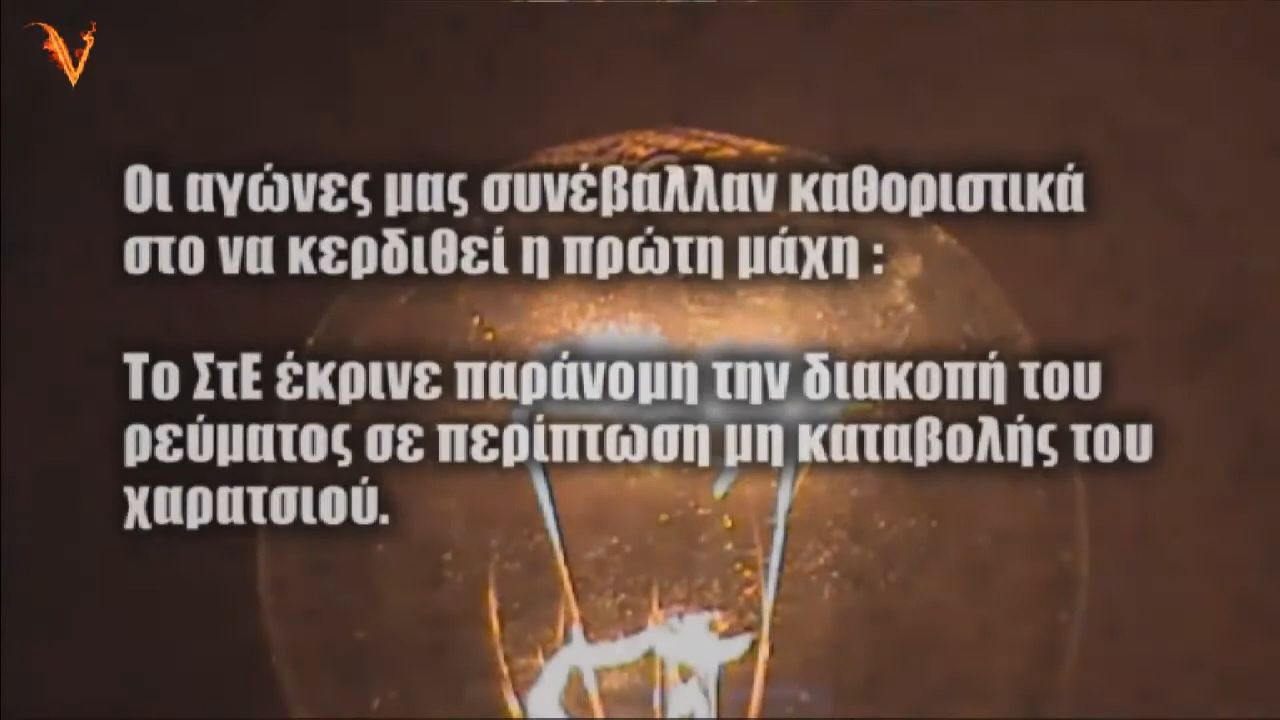 Οι αγώνες μας συνέβαλλαν καθοριστικά
στο να κερδιθεί η πρώτη μάχη :
Το ΣτΕ έκρινε παράνομη την διακοπή του
ρεύματος σε περίπτωση μη καταβολής του
χαρατσιού.